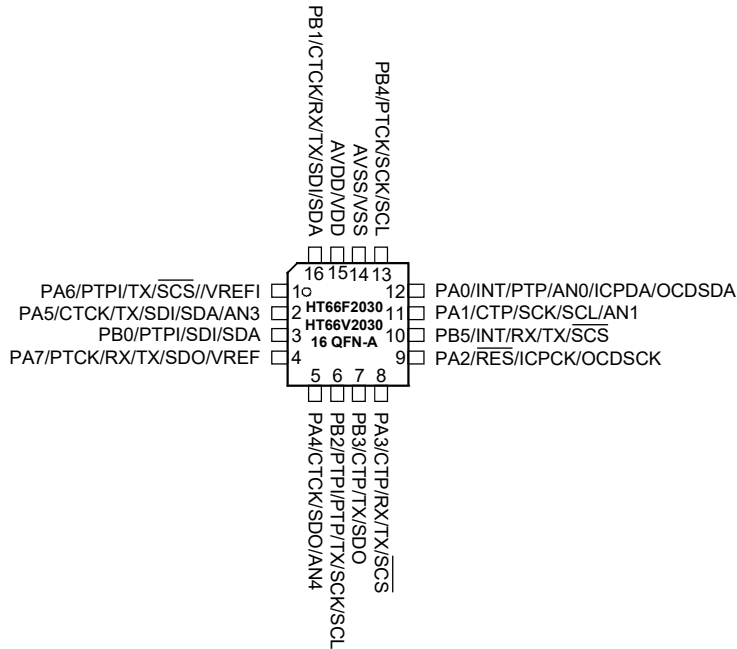 PB1/CTCK/RX/TX/SDI/SDA
AVDD/VDD
AVSS/VSS
PB4/PTCK/SCK/SCL
16 15 14 13
PA6/PTPI/TX/SCS//VREFI 1
PA5/CTCK/TX/SDI/SDA/AN3 2
PB0/PTPI/SDI/SDA 3
PA7/PTCK/RX/TX/SDO/VREF 4
HT66F2030
HT66V2030
16 QFN-A
12 PA0/INT/PTP/AN0/ICPDA/OCDSDA
11 PA1/CTP/SCK/SCL/AN1
10 PB5/INT/RX/TX/SCS
9 PA2/RES/ICPCK/OCDSCK
5 6 7 8
PA4/CTCK/SDO/AN4
PB2/PTPI/PTP/TX/SCK/SCL
PB3/CTP/TX/SDO
PA3/CTP/RX/TX/SCS